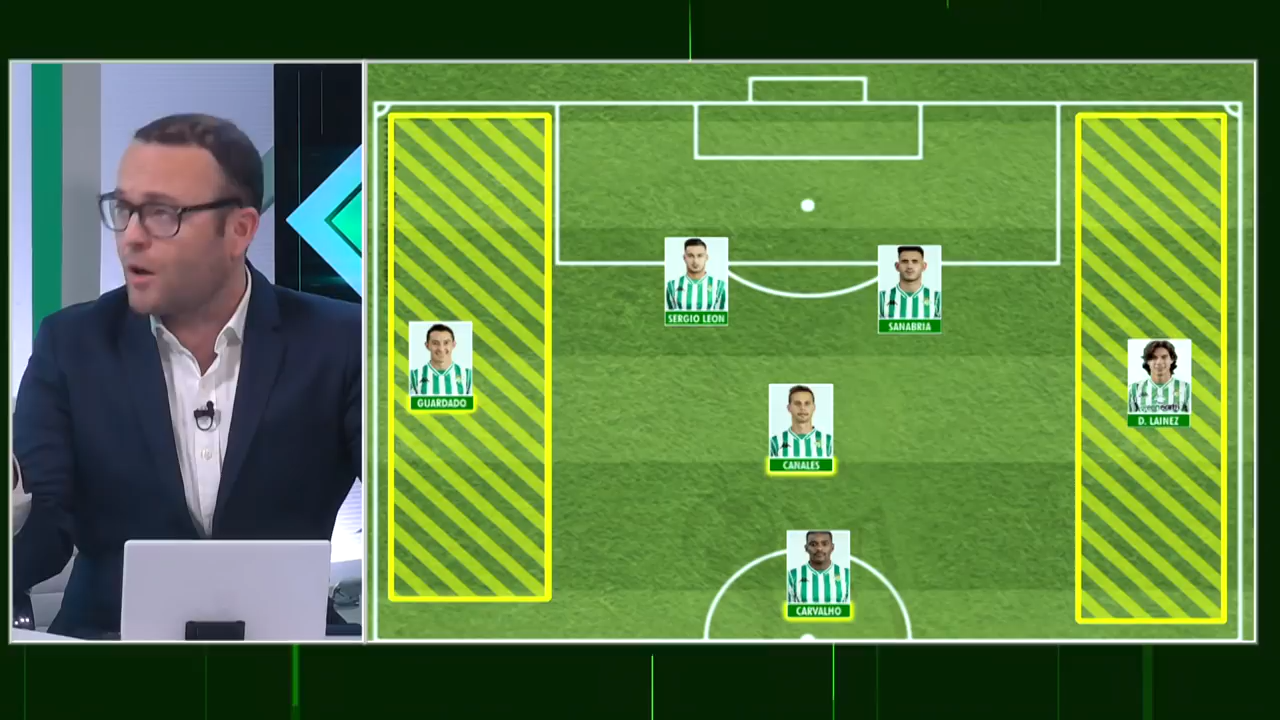 SERGIO LEON
SANABRIA
GUARDADO
D. LAINEZ
CANALES
CARVALHO